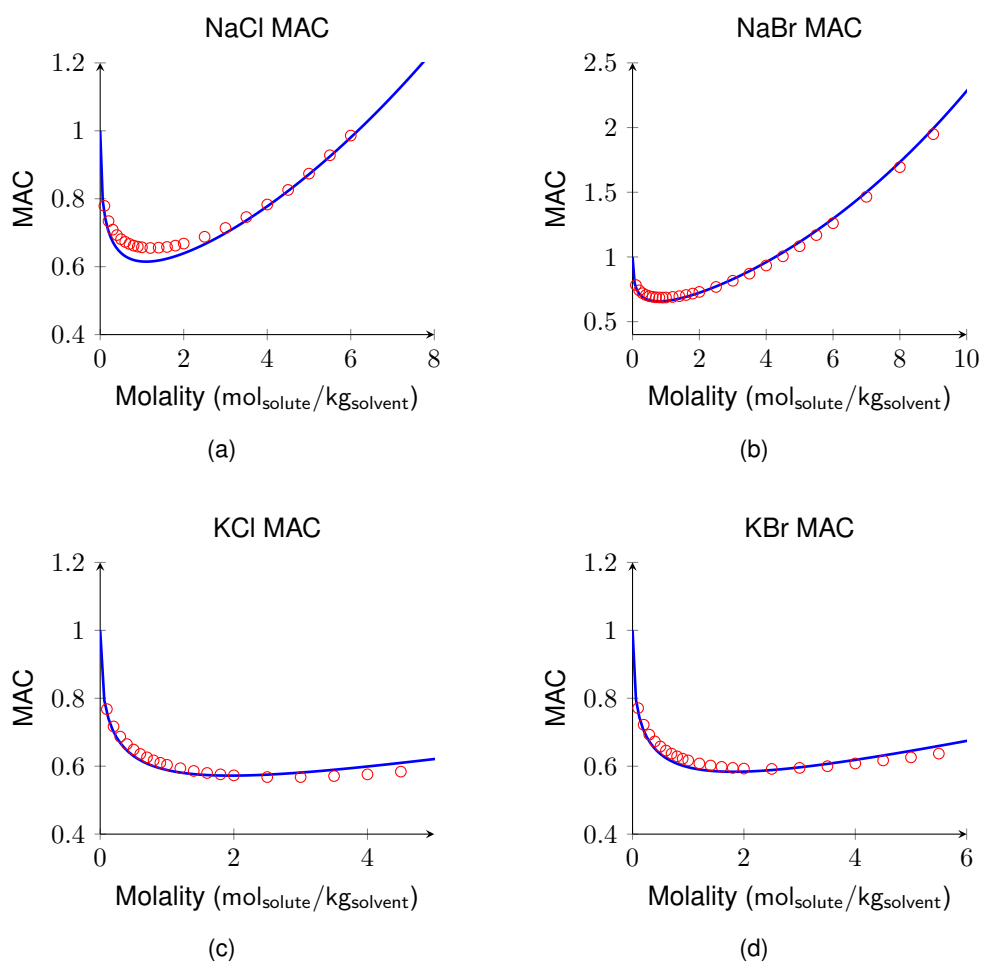 NaCl MAC
1.2
1
0.8
0.6
0.4
MAC
0 2 4 6 8
Molality (mol_solute/kg_solvent)
(a)
NaBr MAC
2.5
2
1.5
1
0.5
MAC
0 2 4 6 8 10
Molality (mol_solute/kg_solvent)
(b)
KCl MAC
1.2
1
0.8
0.6
0.4
MAC
0 2 4
Molality (mol_solute/kg_solvent)
(c)
KBr MAC
1.2
1
0.8
0.6
0.4
MAC
0 2 4 6
Molality (mol_solute/kg_solvent)
(d)